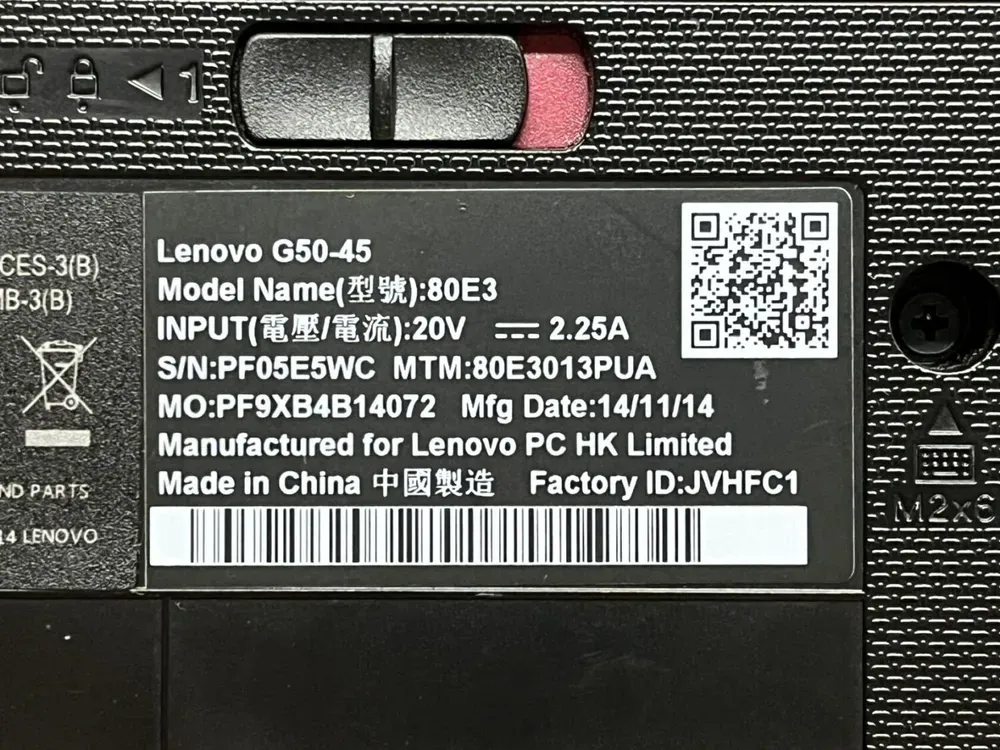 1
CES-3(B)
MB-3(B)
ND PARTS
14 LENOVO
Lenovo G50-45
Model Name(型號):80E3
INPUT(電壓/電流):20V ⎓ 2.25A
S/N:PF05E5WC MTM:80E3013PUA
MO:PF9XB4B14072 Mfg Date:14/11/14
Manufactured for Lenovo PC HK Limited
Made in China 中國製造 Factory ID:JVHFC1
M2x6